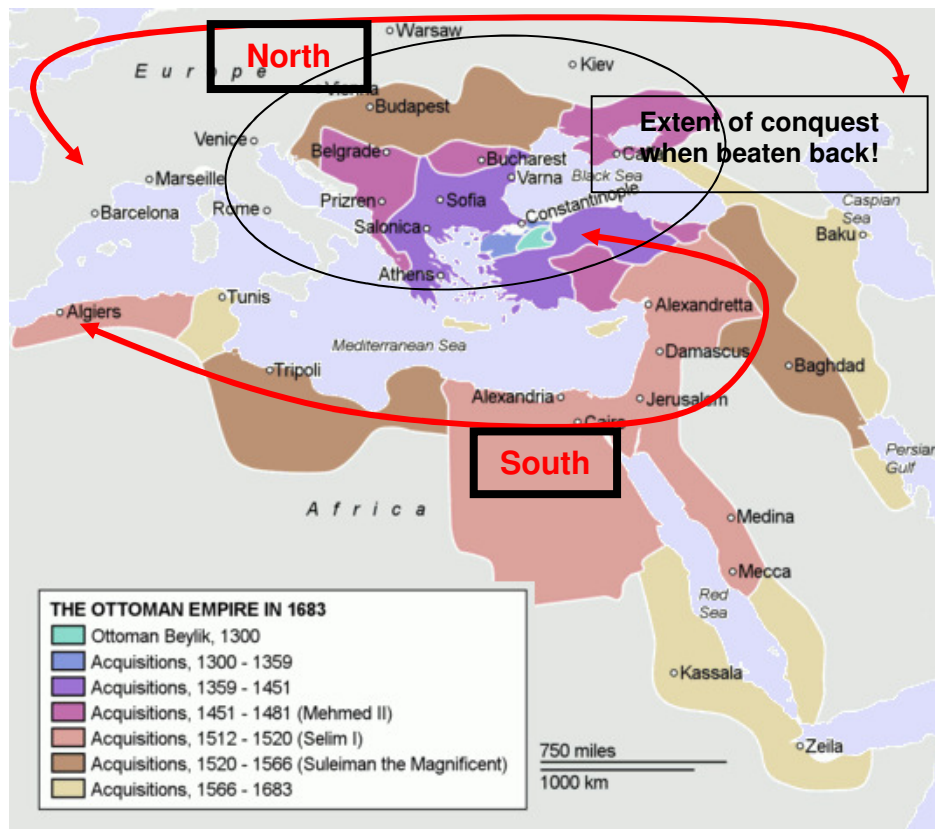 Warsaw
North
Europe
Kiev
Vienna
Budapest
Extent of conquest
when beaten back!
Venice
Belgrade
Bucharest
Black Sea
Varna
Marseille
Prizren
Sofia
Constantinople
Caspian
Sea
Barcelona
Rome
Salonica
Baku
Athens
Algiers
Tunis
Alexandretta
Mediterranean Sea
Damascus
Baghdad
Tripoli
Alexandria
Jerusalem
Cairo
South
Persian
Gulf
Africa
Medina
Mecca
Red
Sea
THE OTTOMAN EMPIRE IN 1683
Ottoman Beylik, 1300
Acquisitions, 1300 - 1359
Acquisitions, 1359 - 1451
Acquisitions, 1451 - 1481 (Mehmed II)
Acquisitions, 1512 - 1520 (Selim I)
Acquisitions, 1520 - 1566 (Suleiman the Magnificent)
Acquisitions, 1566 - 1683
Kassala
Zeila
750 miles
1000 km